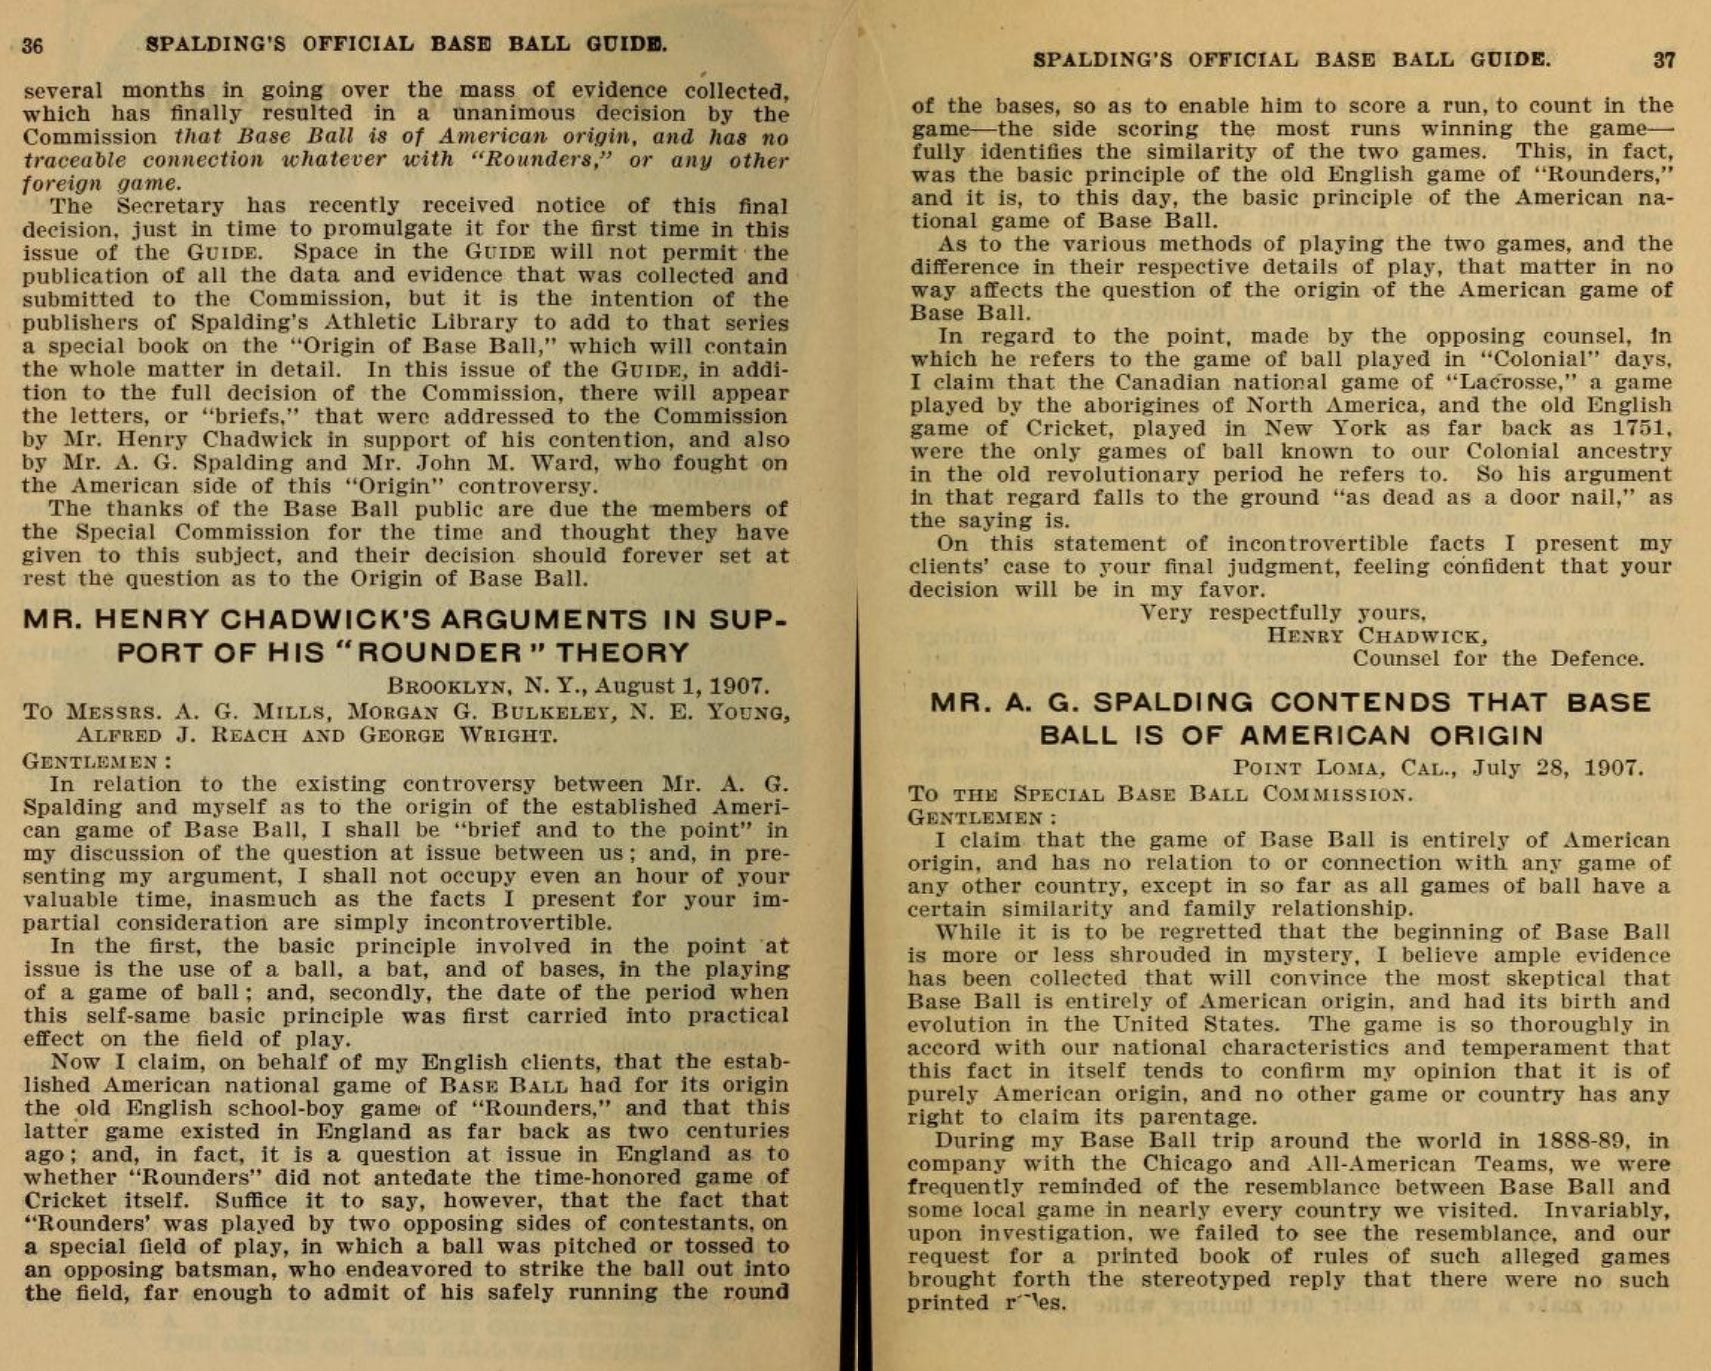 36 SPALDING'S OFFICIAL BASE BALL GUIDE.
several months in going over the mass of evidence collected,
which has finally resulted in a unanimous decision by the
Commission that Base Ball is of American origin, and has no
traceable connection whatever with "Rounders," or any other
foreign game.
The Secretary has recently received notice of this final
decision, just in time to promulgate it for the first time in this
issue of the GUIDE. Space in the GUIDE will not permit the
publication of all the data and evidence that was collected and
submitted to the Commission, but it is the intention of the
publishers of Spalding's Athletic Library to add to that series
a special book on the "Origin of Base Ball," which will contain
the whole matter in detail. In this issue of the GUIDE, in addi-
tion to the full decision of the Commission, there will appear
the letters, or "briefs," that were addressed to the Commission
by Mr. Henry Chadwick in support of his contention, and also
by Mr. A. G. Spalding and Mr. John M. Ward, who fought on
the American side of this "Origin" controversy.
The thanks of the Base Ball public are due the members of
the Special Commission for the time and thought they have
given to this subject, and their decision should forever set at
rest the question as to the Origin of Base Ball.
MR. HENRY CHADWICK'S ARGUMENTS IN SUP-
PORT OF HIS "ROUNDER" THEORY
BROOKLYN, N. Y., August 1, 1907.
TO MESSRS. A. G. MILLS, MORGAN G. BULKELEY, N. E. YOUNG,
ALFRED J. REACH AND GEORGE WRIGHT.
GENTLEMEN:
In relation to the existing controversy between Mr. A. G.
Spalding and myself as to the origin of the established Ameri-
can game of Base Ball, I shall be "brief and to the point" in
my discussion of the question at issue between us; and, in pre-
senting my argument, I shall not occupy even an hour of your
valuable time, inasmuch as the facts I present for your im-
partial consideration are simply incontrovertible.
In the first, the basic principle involved in the point at
issue is the use of a ball, a bat, and of bases, in the playing
of a game of ball; and, secondly, the date of the period when
this self-same basic principle was first carried into practical
effect on the field of play.
Now I claim, on behalf of my English clients, that the estab-
lished American national game of BASE BALL had for its origin
the old English school-boy game of "Rounders," and that this
latter game existed in England as far back as two centuries
ago; and, in fact, it is a question at issue in England as to
whether "Rounders" did not antedate the time-honored game of
Cricket itself. Suffice it to say, however, that the fact that
"Rounders' was played by two opposing sides of contestants, on
a special field of play, in which a ball was pitched or tossed to
an opposing batsman, who endeavored to strike the ball out into
the field, far enough to admit of his safely running the round
SPALDING'S OFFICIAL BASE BALL GUIDE. 37
of the bases, so as to enable him to score a run, to count in the
game—the side scoring the most runs winning the game—
fully identifies the similarity of the two games. This, in fact,
was the basic principle of the old English game of "Rounders,"
and it is, to this day, the basic principle of the American na-
tional game of Base Ball.
As to the various methods of playing the two games, and the
difference in their respective details of play, that matter in no
way affects the question of the origin of the American game of
Base Ball.
In regard to the point, made by the opposing counsel, in
which he refers to the game of ball played in "Colonial" days,
I claim that the Canadian national game of "Lacrosse," a game
played by the aborigines of North America, and the old English
game of Cricket, played in New York as far back as 1751,
were the only games of ball known to our Colonial ancestry
in the old revolutionary period he refers to. So his argument
in that regard falls to the ground "as dead as a door nail," as
the saying is.
On this statement of incontrovertible facts I present my
clients' case to your final judgment, feeling confident that your
decision will be in my favor.
Very respectfully yours,
HENRY CHADWICK,
Counsel for the Defence.
MR. A. G. SPALDING CONTENDS THAT BASE
BALL IS OF AMERICAN ORIGIN
POINT LOMA, CAL., July 28, 1907.
TO THE SPECIAL BASE BALL COMMISSION.
GENTLEMEN:
I claim that the game of Base Ball is entirely of American
origin, and has no relation to or connection with any game of
any other country, except in so far as all games of ball have a
certain similarity and family relationship.
While it is to be regretted that the beginning of Base Ball
is more or less shrouded in mystery, I believe ample evidence
has been collected that will convince the most skeptical that
Base Ball is entirely of American origin, and had its birth and
evolution in the United States. The game is so thoroughly in
accord with our national characteristics and temperament that
this fact in itself tends to confirm my opinion that it is of
purely American origin, and no other game or country has any
right to claim its parentage.
During my Base Ball trip around the world in 1888-89, in
company with the Chicago and All-American Teams, we were
frequently reminded of the resemblance between Base Ball and
some local game in nearly every country we visited. Invariably,
upon investigation, we failed to see the resemblance, and our
request for a printed book of rules of such alleged games
brought forth the stereotyped reply that there were no such
printed